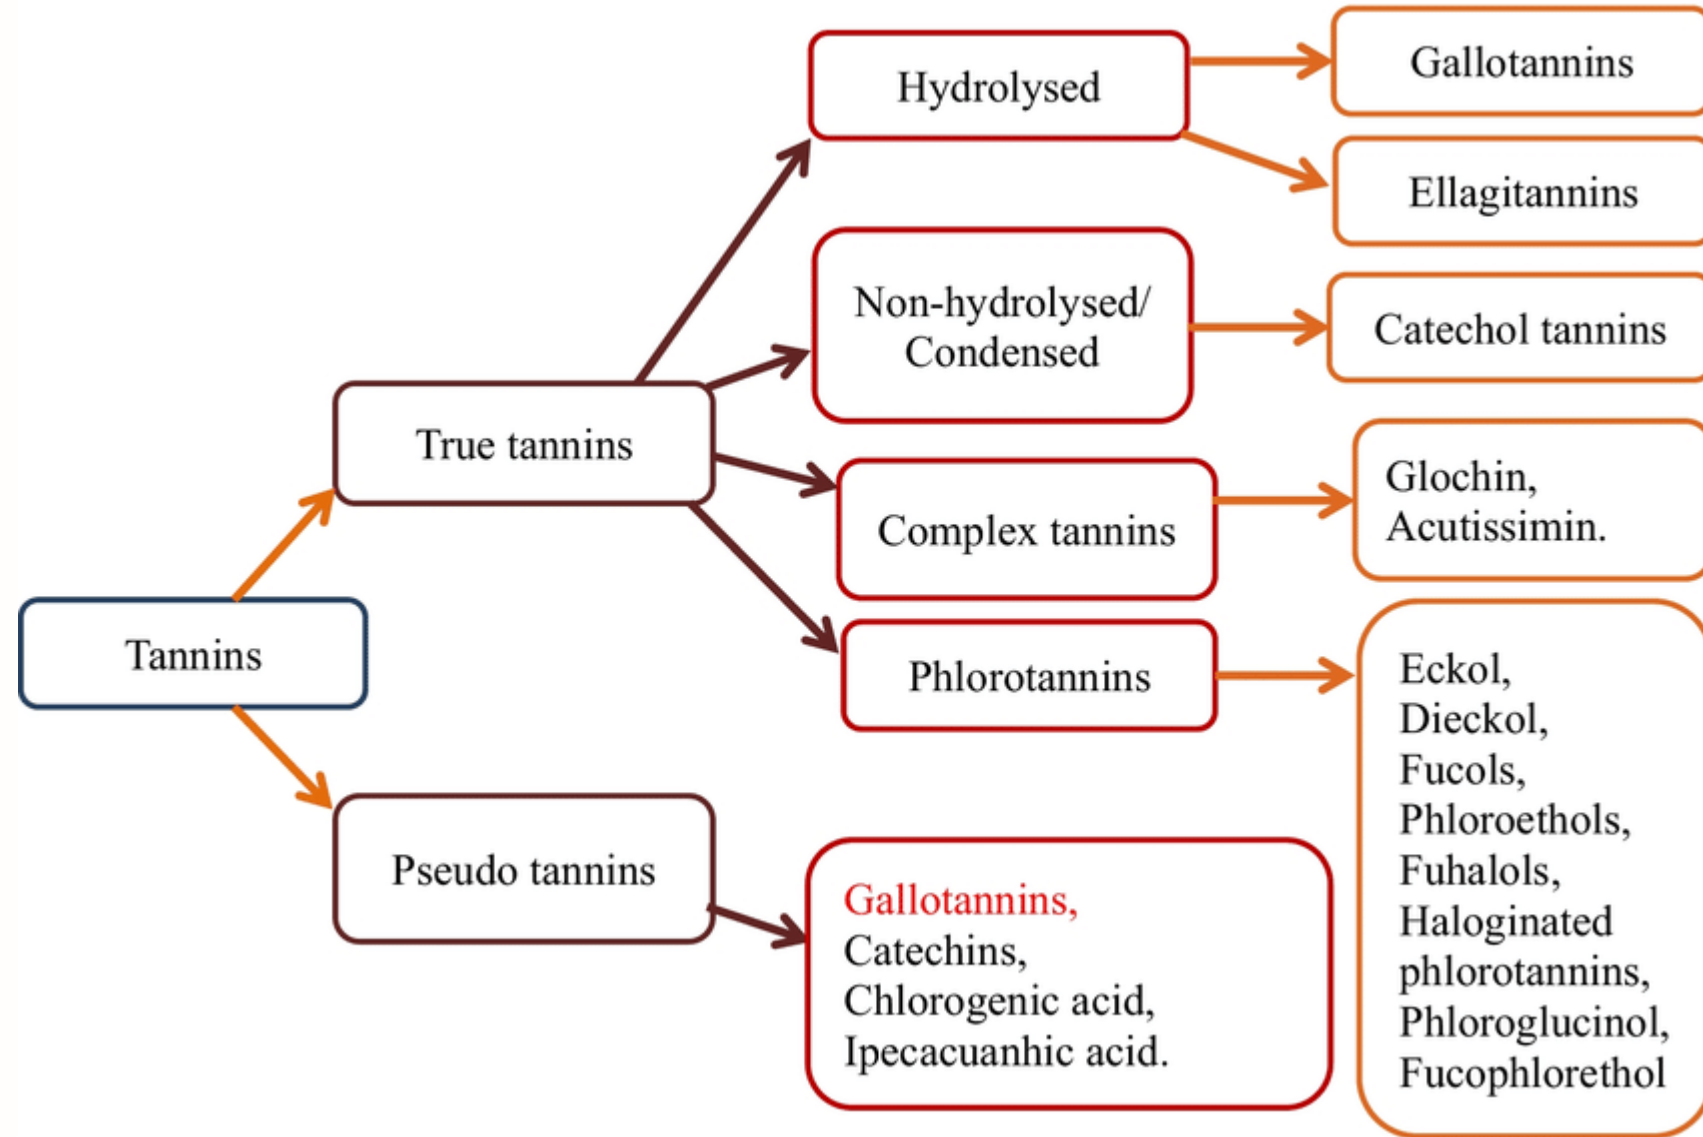 Tannins
True tannins
Pseudo tannins
Hydrolysed
Non-hydrolysed/
Condensed
Complex tannins
Phlorotannins
Gallotannins,
Catechins,
Chlorogenic acid,
Ipecacuanhic acid.
Gallotannins
Ellagitannins
Catechol tannins
Glochin,
Acutissimin.
Eckol,
Dieckol,
Fucols,
Phloroethols,
Fuhalols,
Haloginated
phlorotannins,
Phloroglucinol,
Fucophlorethol